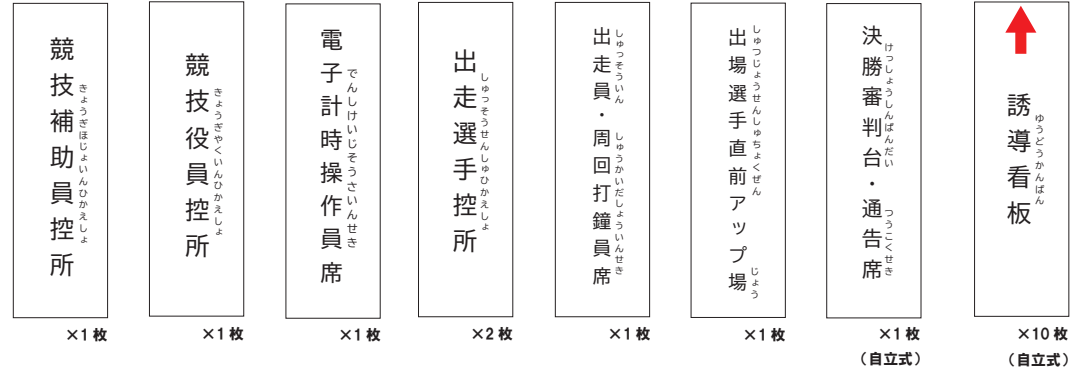 競技補助員控所
きょうぎほじょいんひかえしょ
×1枚
競技役員控所
きょうぎやくいんひかえしょ
×1枚
電子計時操作員席
でんしけいじそうさいんせき
×1枚
出走選手控所
しゅっそうせんしゅひかえしょ
×2枚
出走員・周回打鐘員席
しゅっそういん　しゅうかいだしょういんせき
×1枚
出場選手直前アップ場
しゅつじょうせんしゅちょくぜん　じょう
×1枚
決勝審判台・通告席
けっしょうしんぱんだい　つうこくせき
×1枚
（自立式）
誘導看板
ゆうどうかんばん
×10枚
（自立式）